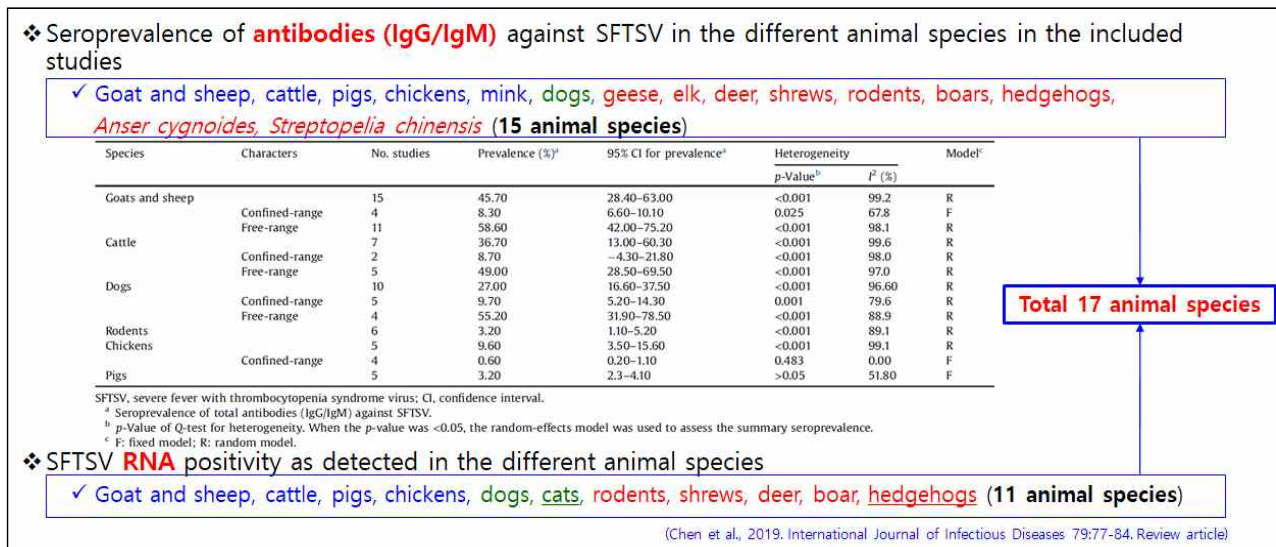 ❖ Seroprevalence of antibodies (IgG/IgM) against SFTSV in the different animal species in the included
studies
✓ Goat and sheep, cattle, pigs, chickens, mink, dogs, geese, elk, deer, shrews, rodents, boars, hedgehogs,
Anser cygnoides, Streptopelia chinensis (15 animal species)
Species Characters No. studies Prevalence (%)ᵃ 95% CI for prevalenceᵃ Heterogeneity Modelᶜ
p-Valueᵇ I² (%)
Goats and sheep 15 45.70 28.40–63.00 <0.001 99.2 R
Confined-range 4 8.30 6.60–10.10 0.025 67.8 F
Free-range 11 58.60 42.00–75.20 <0.001 98.1 R
Cattle 7 36.70 13.00–60.30 <0.001 99.6 R
Confined-range 2 8.70 −4.30–21.80 <0.001 98.0 R
Free-range 5 49.00 28.50–69.50 <0.001 97.0 R
Dogs 10 27.00 16.60–37.50 <0.001 96.60 R
Confined-range 5 9.70 5.20–14.30 0.001 79.6 R
Free-range 4 55.20 31.90–78.50 <0.001 88.9 R
Rodents 6 3.20 1.10–5.20 <0.001 89.1 R
Chickens 5 9.60 3.50–15.60 <0.001 99.1 R
Confined-range 4 0.60 0.20–1.10 0.483 0.00 F
Pigs 5 3.20 2.3–4.10 >0.05 51.80 F
SFTSV, severe fever with thrombocytopenia syndrome virus; CI, confidence interval.
ᵃ Seroprevalence of total antibodies (IgG/IgM) against SFTSV.
ᵇ p-Value of Q-test for heterogeneity. When the p-value was <0.05, the random-effects model was used to assess the summary seroprevalence.
ᶜ F: fixed model; R: random model.
Total 17 animal species
❖ SFTSV RNA positivity as detected in the different animal species
✓ Goat and sheep, cattle, pigs, chickens, dogs, cats, rodents, shrews, deer, boar, hedgehogs (11 animal species)
(Chen et al., 2019. International Journal of Infectious Diseases 79:77-84. Review article)